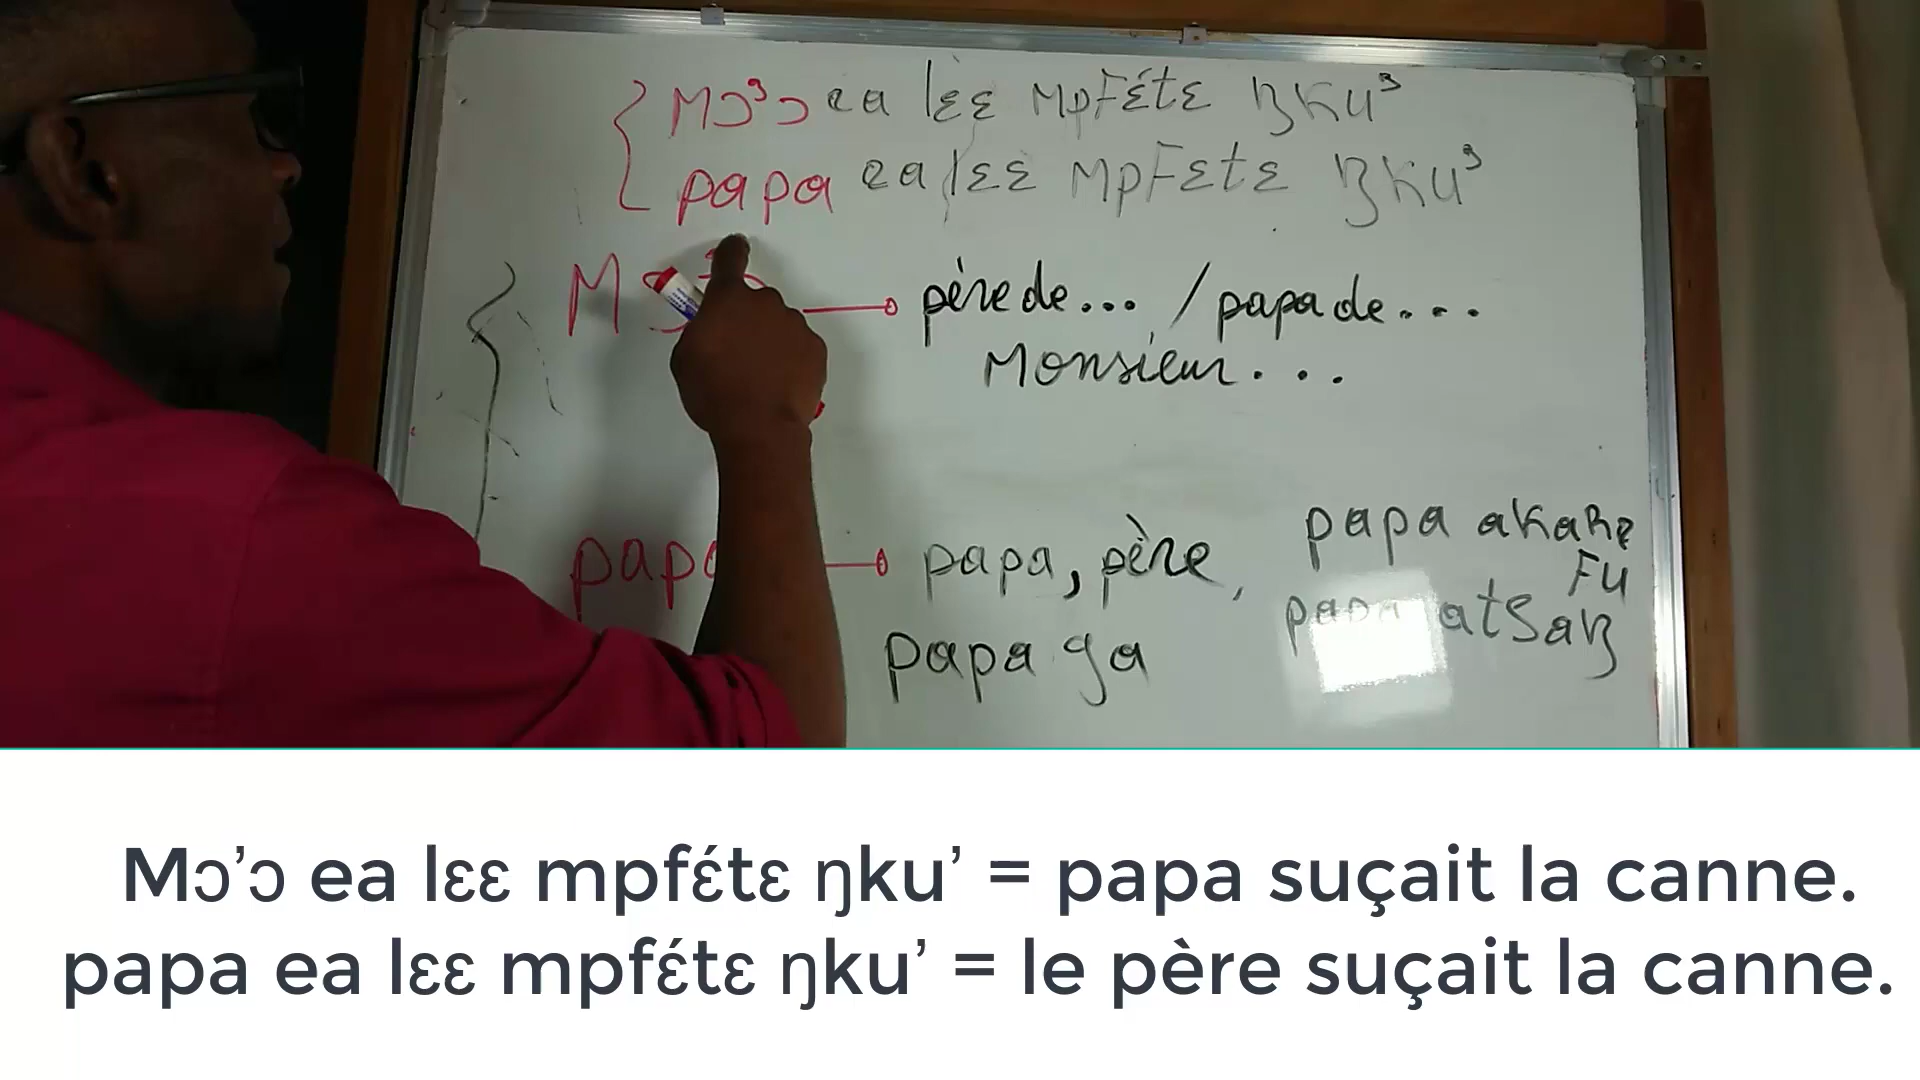 Mɔ’ɔ ea lɛɛ mpfɛ́tɛ ŋku’
papa ea lɛɛ mpfɛtɛ ŋku’
père de... / papa de...
Monsieur...
papa, père,
papa akaŋe
fu
papa atsaŋ
papa ga
Mɔ’ɔ ea lɛɛ mpfɛ́tɛ ŋku’ = papa suçait la canne.
papa ea lɛɛ mpfɛ́tɛ ŋku’ = le père suçait la canne.